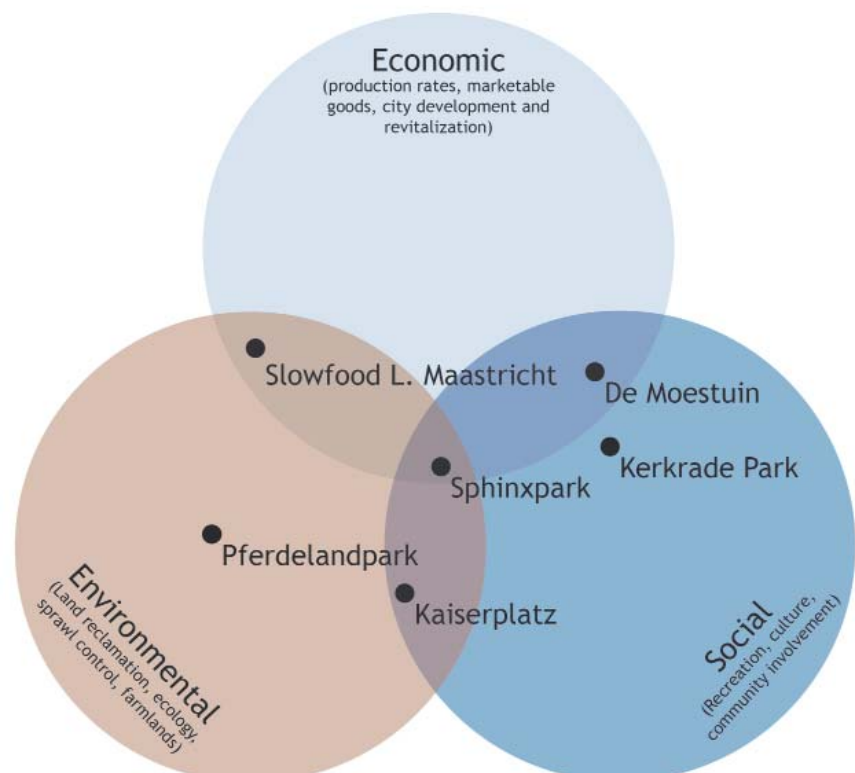 Economic
(production rates, marketable
goods, city development and
revitalization)
Slowfood L. Maastricht
De Moestuin
Kerkrade Park
Sphinxpark
Pferdelandpark
Kaiserplatz
Environmental
(Land reclamation, ecology,
sprawl control, farmlands)
Social
(Recreation, culture,
community involvement)